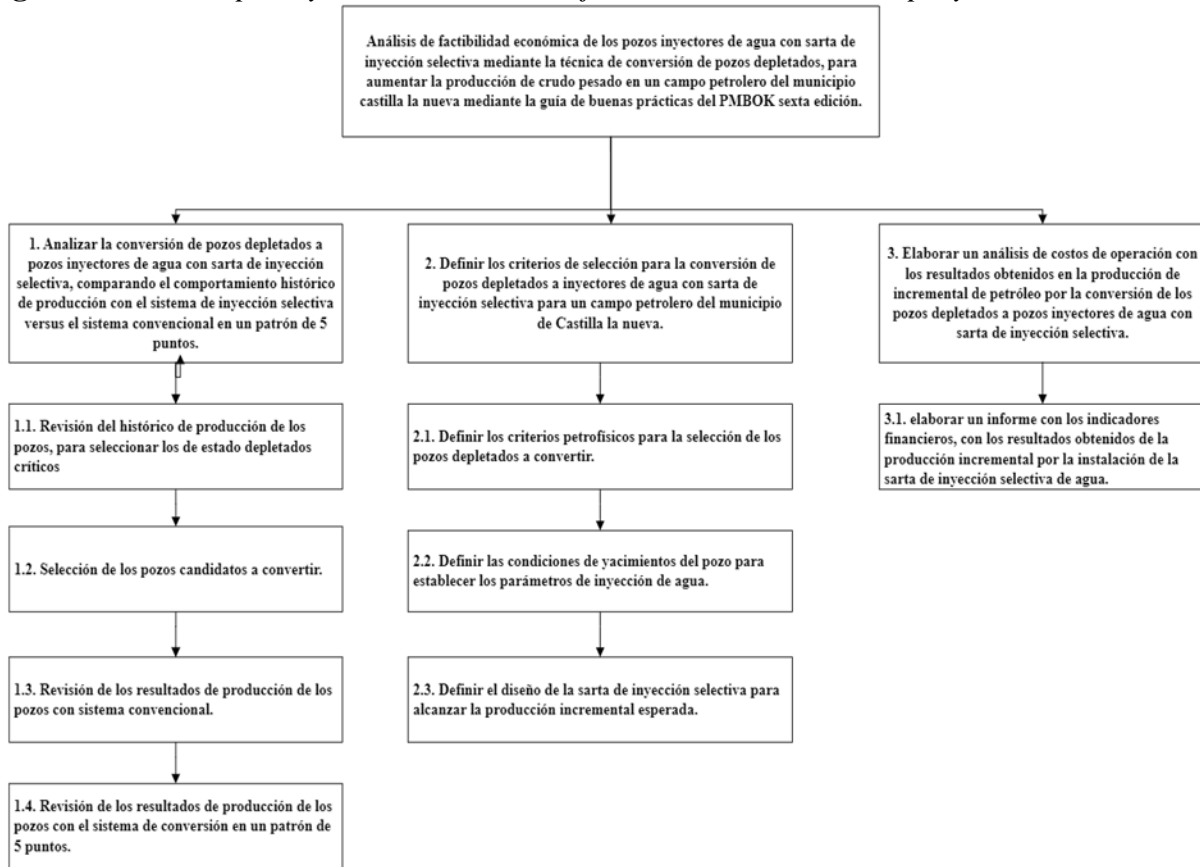 Análisis de factibilidad económica de los pozos inyectores de agua con sarta de
inyección selectiva mediante la técnica de conversión de pozos depletados, para
aumentar la producción de crudo pesado en un campo petrolero del municipio
castilla la nueva mediante la guía de buenas prácticas del PMBOK sexta edición.
1. Analizar la conversión de pozos depletados a
pozos inyectores de agua con sarta de inyección
selectiva, comparando el comportamiento histórico
de producción con el sistema de inyección selectiva
versus el sistema convencional en un patrón de 5
puntos.
1.1. Revisión del histórico de producción de los
pozos, para seleccionar los de estado depletados
críticos
1.2. Selección de los pozos candidatos a convertir.
1.3. Revisión de los resultados de producción de los
pozos con sistema convencional.
1.4. Revisión de los resultados de producción de los
pozos con el sistema de conversión en un patrón de
5 puntos.
2. Definir los criterios de selección para la conversión de
pozos depletados a inyectores de agua con sarta de
inyección selectiva para un campo petrolero del municipio
de Castilla la nueva.
2.1. Definir los criterios petrofísicos para la selección de los
pozos depletados a convertir.
2.2. Definir las condiciones de yacimientos del pozo para
establecer los parámetros de inyección de agua.
2.3. Definir el diseño de la sarta de inyección selectiva para
alcanzar la producción incremental esperada.
3. Elaborar un análisis de costos de operación con
los resultados obtenidos en la producción de
incremental de petróleo por la conversión de los
pozos depletados a pozos inyectores de agua con
sarta de inyección selectiva.
3.1. elaborar un informe con los indicadores
financieros, con los resultados obtenidos de la
producción incremental por la instalación de la
sarta de inyección selectiva de agua.